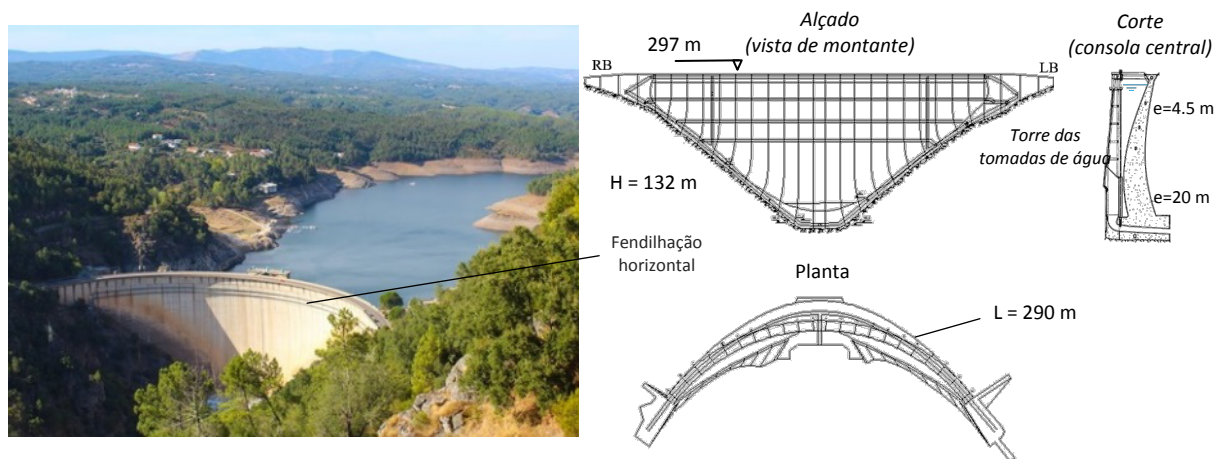 Alçado
(vista de montante)
Corte
(consola central)
297 m
RB
LB
e=4.5 m
Torre das
tomadas de água
H = 132 m
e=20 m
Fendilhação
horizontal
Planta
L = 290 m